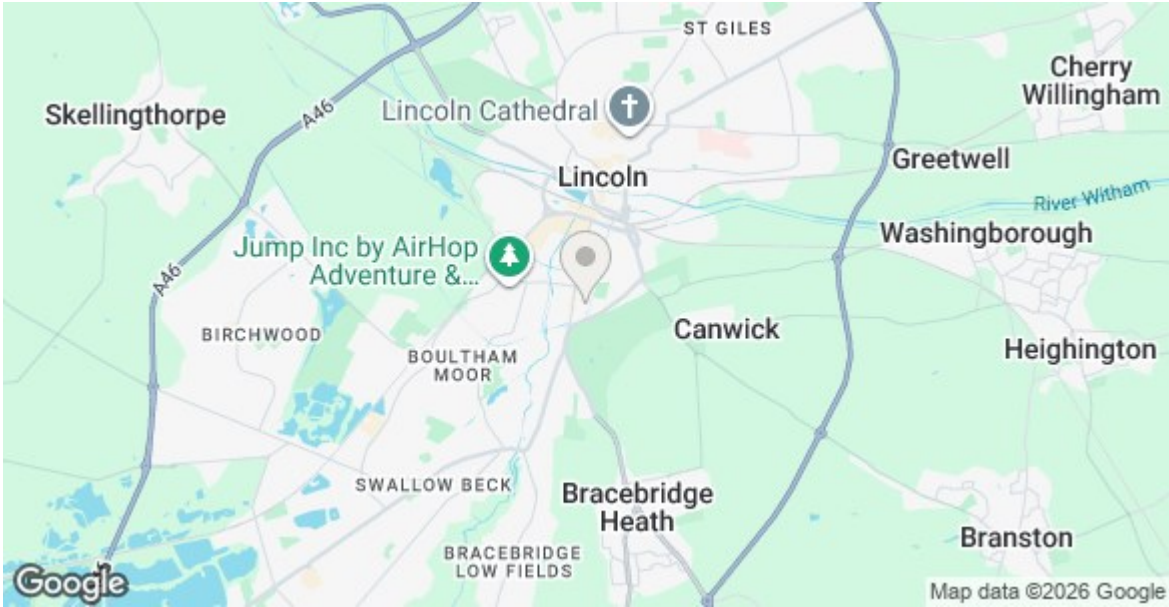 ST GILES
Cherry
Willingham
Skellingthorpe
A46
Lincoln Cathedral
Greetwell
Lincoln
River Witham
Washingborough
Jump Inc by AirHop
Adventure &...
A46
BIRCHWOOD
Canwick
Heighington
BOULTHAM
MOOR
SWALLOW BECK
Bracebridge
Heath
Branston
BRACEBRIDGE
LOW FIELDS
Google
Map data ©2026 Google